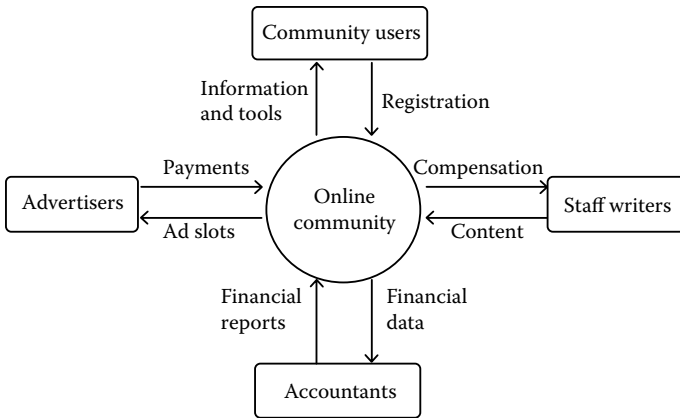 Community users
Information
and tools
Registration
Payments
Compensation
Advertisers
Online
community
Staff writers
Ad slots
Content
Financial
reports
Financial
data
Accountants